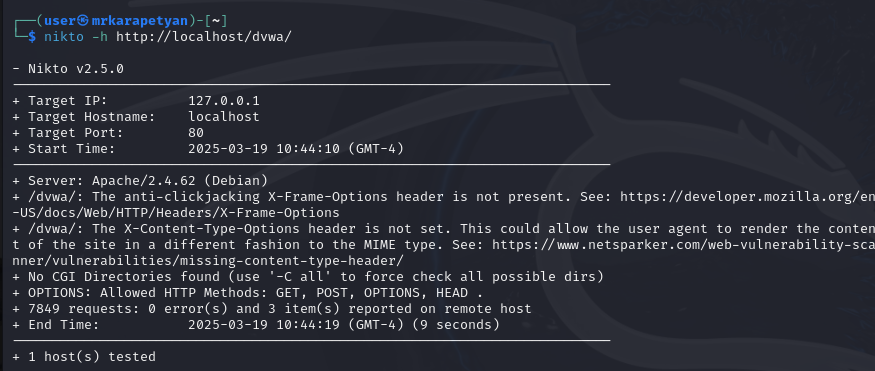 ┌──(user㉿mrkarapetyan)-[~]
└─$ nikto -h http://localhost/dvwa/
- Nikto v2.5.0
---------------------------------------------------------------------------
+ Target IP:          127.0.0.1
+ Target Hostname:    localhost
+ Target Port:        80
+ Start Time:         2025-03-19 10:44:10 (GMT-4)
---------------------------------------------------------------------------
+ Server: Apache/2.4.62 (Debian)
+ /dvwa/: The anti-clickjacking X-Frame-Options header is not present. See: https://developer.mozilla.org/en
-US/docs/Web/HTTP/Headers/X-Frame-Options
+ /dvwa/: The X-Content-Type-Options header is not set. This could allow the user agent to render the conten
t of the site in a different fashion to the MIME type. See: https://www.netsparker.com/web-vulnerability-sca
nner/vulnerabilities/missing-content-type-header/
+ No CGI Directories found (use '-C all' to force check all possible dirs)
+ OPTIONS: Allowed HTTP Methods: GET, POST, OPTIONS, HEAD .
+ 7849 requests: 0 error(s) and 3 item(s) reported on remote host
+ End Time:           2025-03-19 10:44:19 (GMT-4) (9 seconds)
---------------------------------------------------------------------------
+ 1 host(s) tested